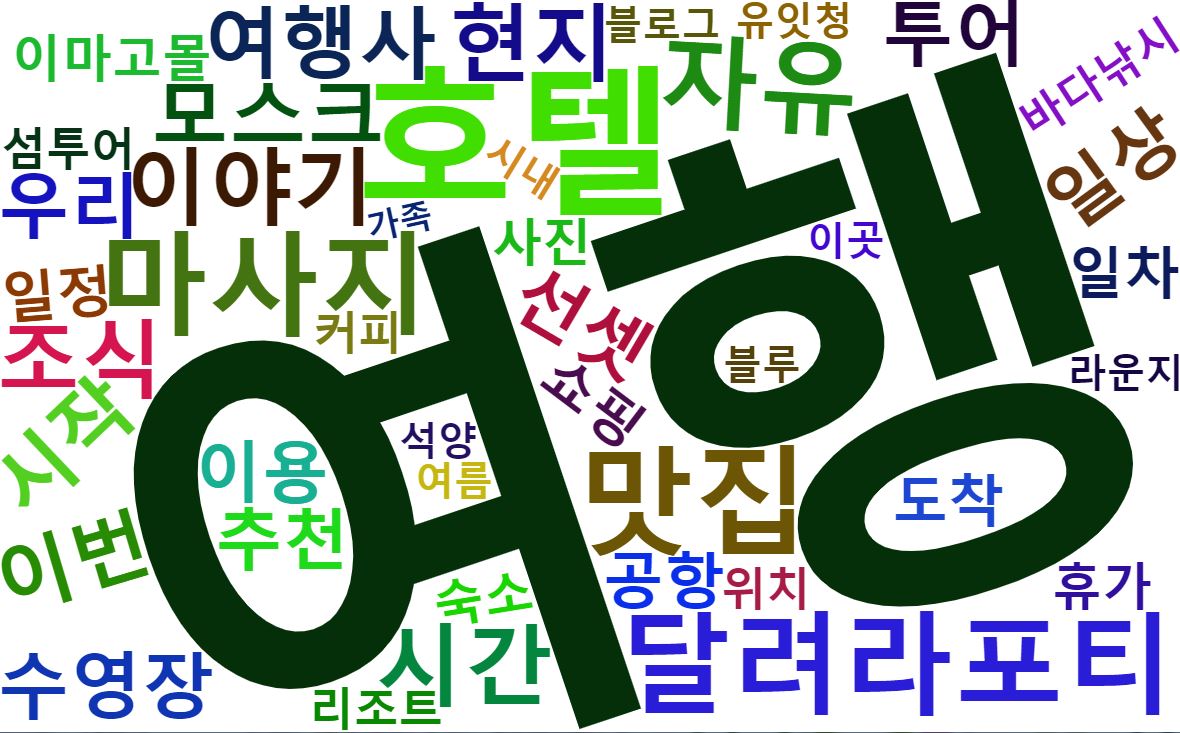 이마고몰
여행사
현지
블로그
유잇청
투어
모스크
호텔
자유
바다낚시
섬투어
이야기
시내
일상
우리
가족
사진
이곳
여행
일정
마사지
커피
선셋
일차
조식
쇼핑
블루
라운지
시작
이용
석양
여름
맛집
도착
추천
이번
숙소
공항
위치
휴가
수영장
시간
달려라포티
리조트